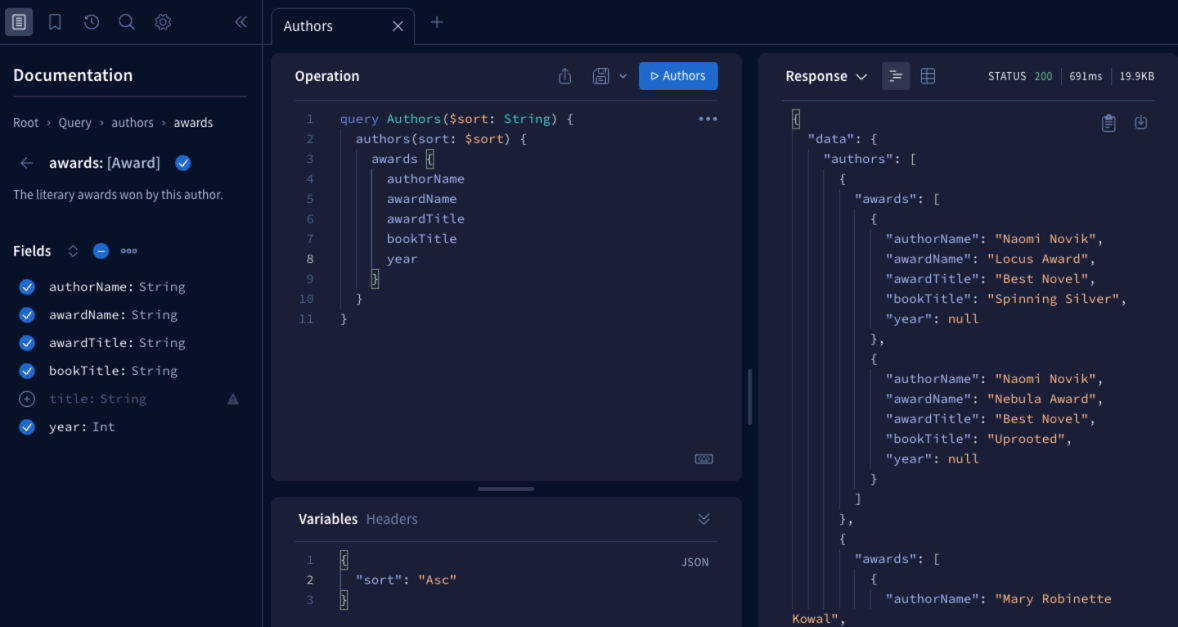 Authors
Documentation
Root › Query › authors › awards
awards: [Award]
The literary awards won by this author.
Fields
authorName: String
awardName: String
awardTitle: String
bookTitle: String
title: String
year: Int
Operation
Authors
1 query Authors($sort: String) {
2 authors(sort: $sort) {
3 awards {
4 authorName
5 awardName
6 awardTitle
7 bookTitle
8 year
9 }
10 }
11 }
Variables Headers
JSON
1 {
2 "sort": "Asc"
3 }
Response
STATUS 200 691ms 19.9KB
{
"data": {
"authors": [
{
"awards": [
{
"authorName": "Naomi Novik",
"awardName": "Locus Award",
"awardTitle": "Best Novel",
"bookTitle": "Spinning Silver",
"year": null
},
{
"authorName": "Naomi Novik",
"awardName": "Nebula Award",
"awardTitle": "Best Novel",
"bookTitle": "Uprooted",
"year": null
}
]
},
{
"awards": [
{
"authorName": "Mary Robinette
Kowal",